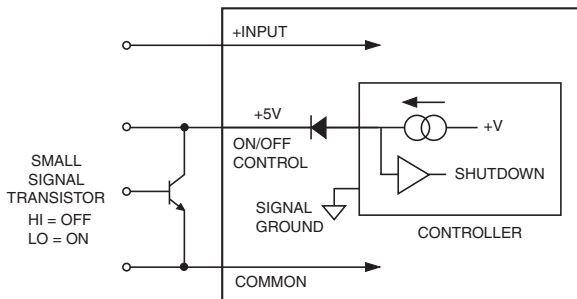 +INPUT
+5V
ON/OFF
CONTROL
+V
SHUTDOWN
SMALL
SIGNAL
TRANSISTOR
HI = OFF
LO = ON
SIGNAL
GROUND
CONTROLLER
COMMON